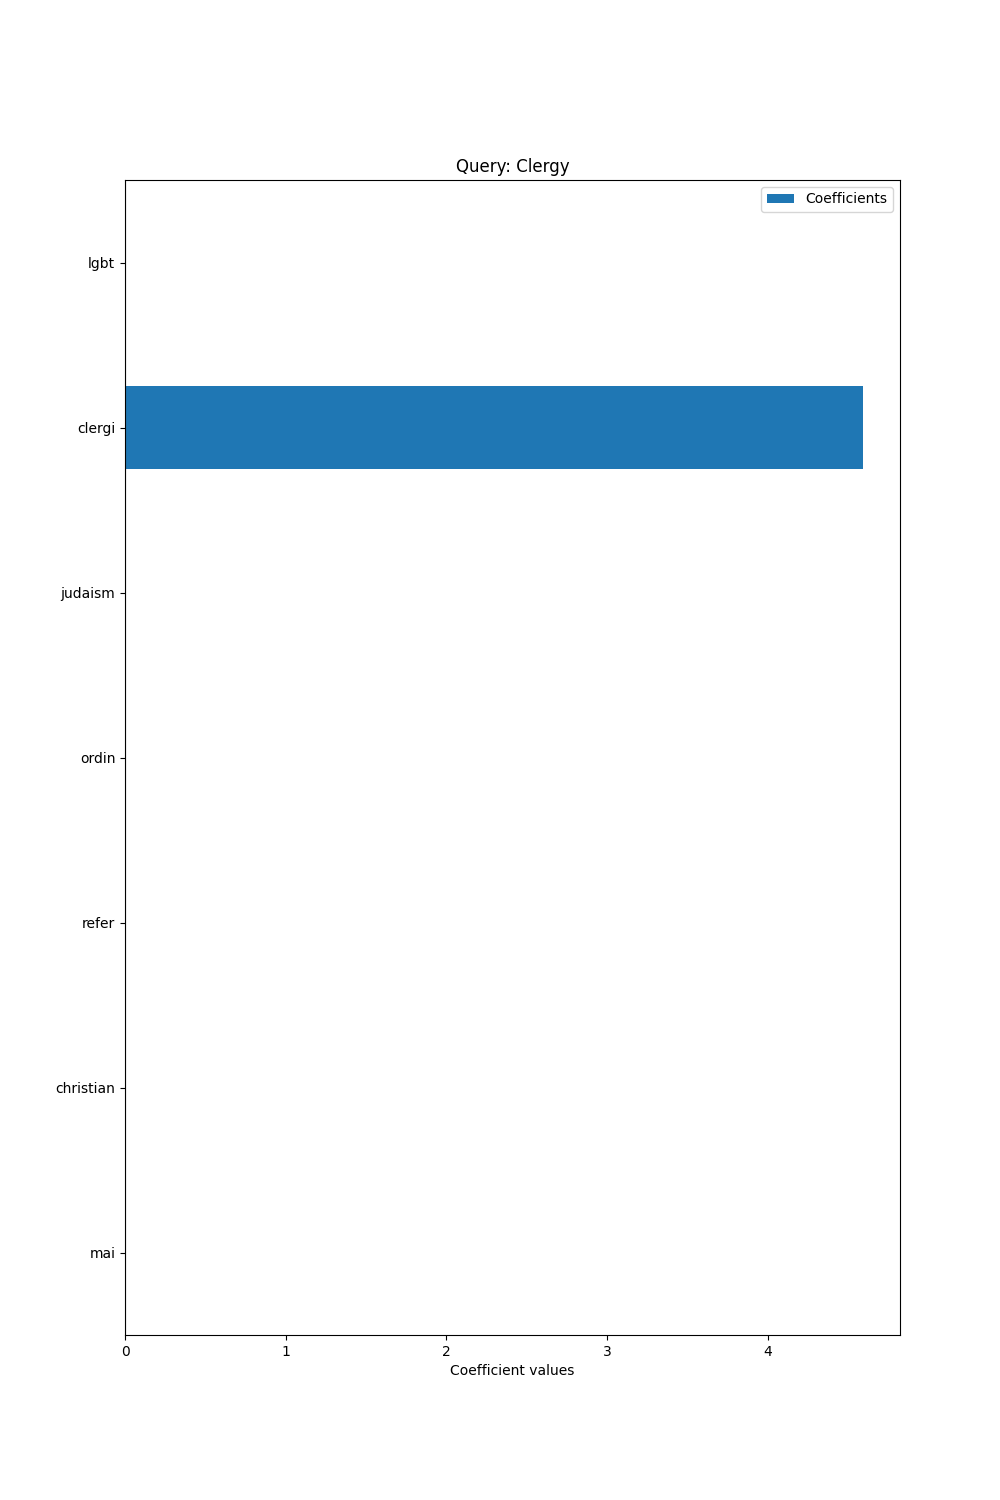 Query: Clergy
Coefficients
lgbt
clergi
judaism
ordin
refer
christian
mai
0 1 2 3 4
Coefficient values